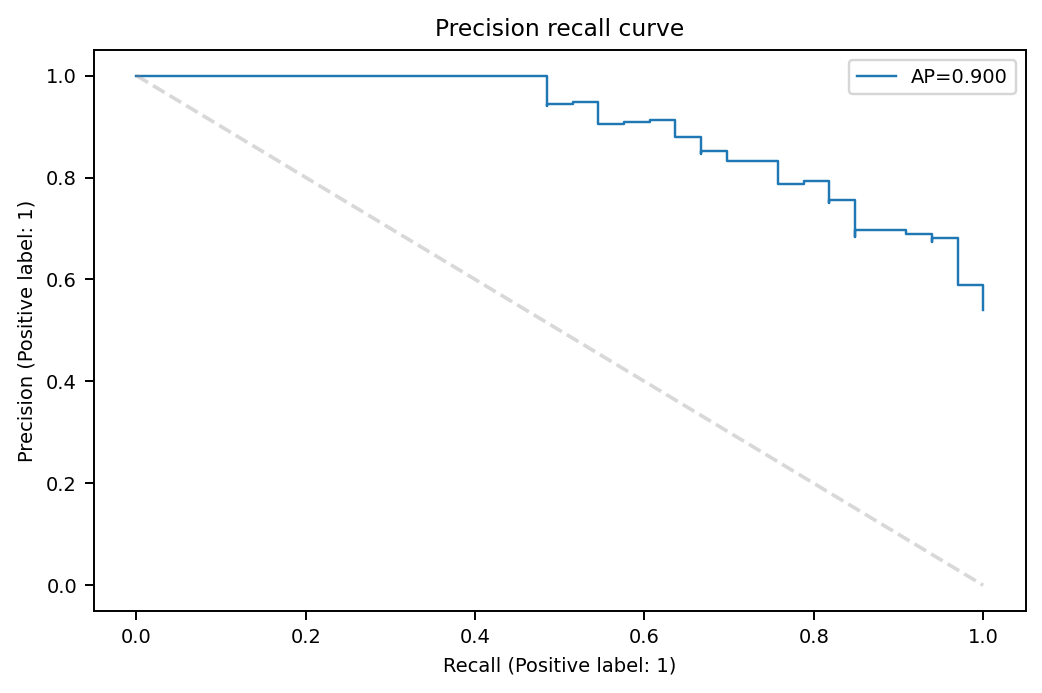 Precision recall curve
AP=0.900
Precision (Positive label: 1)
1.0
0.8
0.6
0.4
0.2
0.0
0.0 0.2 0.4 0.6 0.8 1.0
Recall (Positive label: 1)